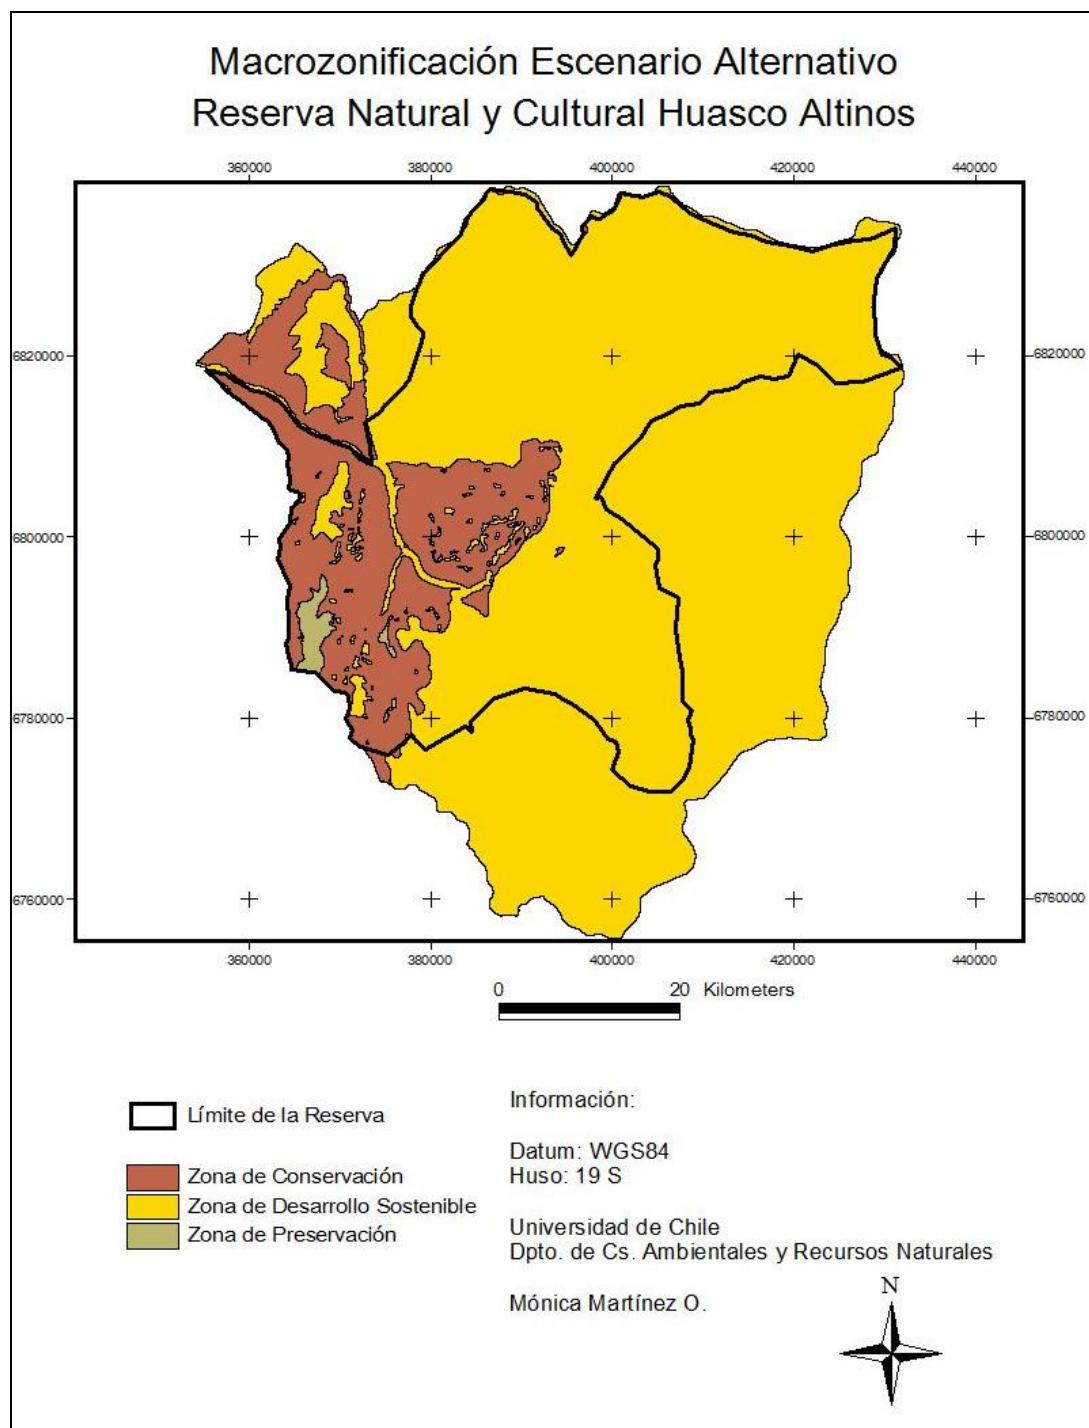 Macrozonificación Escenario Alternativo
Reserva Natural y Cultural Huasco Altinos
360000 380000 400000 420000 440000
6820000 6820000
6800000 6800000
6780000 6780000
6760000 6760000
360000 380000 400000 420000 440000
0 20 Kilometers
Límite de la Reserva
Zona de Conservación
Zona de Desarrollo Sostenible
Zona de Preservación
Información:
Datum: WGS84
Huso: 19 S
Universidad de Chile
Dpto. de Cs. Ambientales y Recursos Naturales
Mónica Martínez O.
N